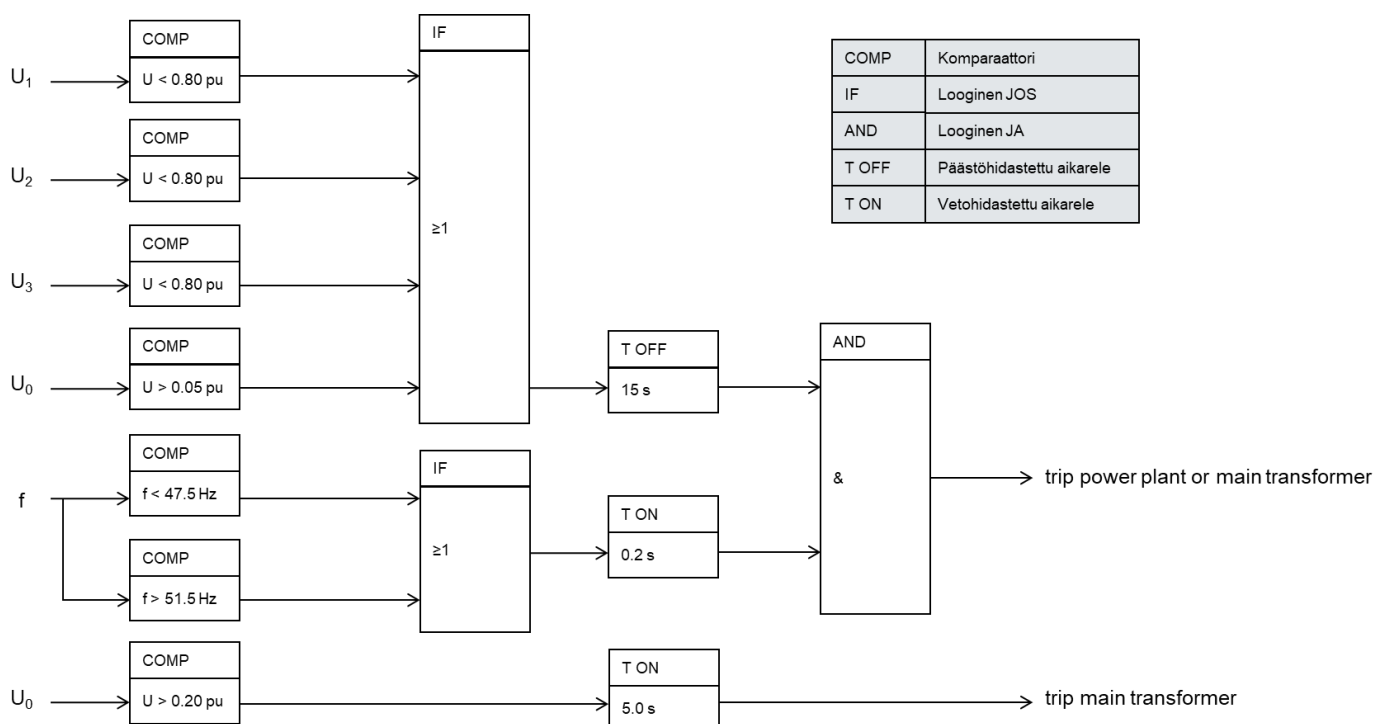 COMP
U₁
U < 0.80 pu
COMP
U₂
U < 0.80 pu
COMP
U₃
U < 0.80 pu
COMP
U₀
U > 0.05 pu
IF
≥1
T OFF
15 s
COMP
f
f < 47.5 Hz
COMP
f > 51.5 Hz
IF
≥1
T ON
0.2 s
AND
&
trip power plant or main transformer
COMP
U₀
U > 0.20 pu
T ON
5.0 s
trip main transformer
COMP Komparaattori
IF Looginen JOS
AND Looginen JA
T OFF Päästöhidastettu aikarele
T ON Vetohidastettu aikarele